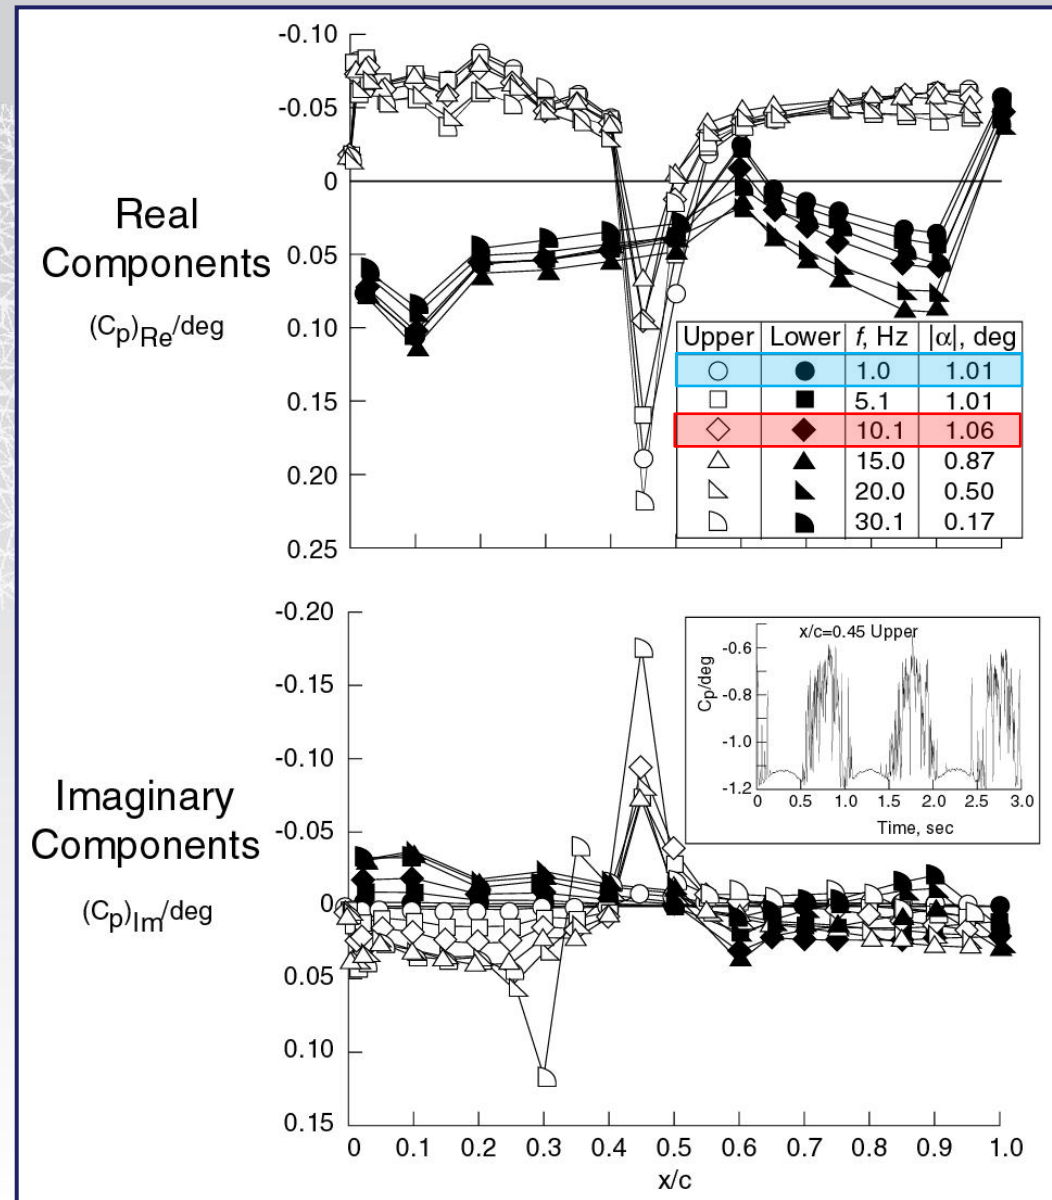 -0.10
-0.05
0
0.05
0.10
0.15
0.20
0.25
Real
Components
(Cp)Re/deg
Upper Lower f, Hz |α|, deg
1.0 1.01
5.1 1.01
10.1 1.06
15.0 0.87
20.0 0.50
30.1 0.17
-0.20
-0.15
-0.10
-0.05
0
0.05
0.10
0.15
Imaginary
Components
(Cp)Im/deg
x/c=0.45 Upper
Cp/deg
-0.6
-0.8
-1.0
-1.2
0 0.5 1.0 1.5 2.0 2.5 3.0
Time, sec
0 0.1 0.2 0.3 0.4 0.5 0.6 0.7 0.8 0.9 1.0
x/c